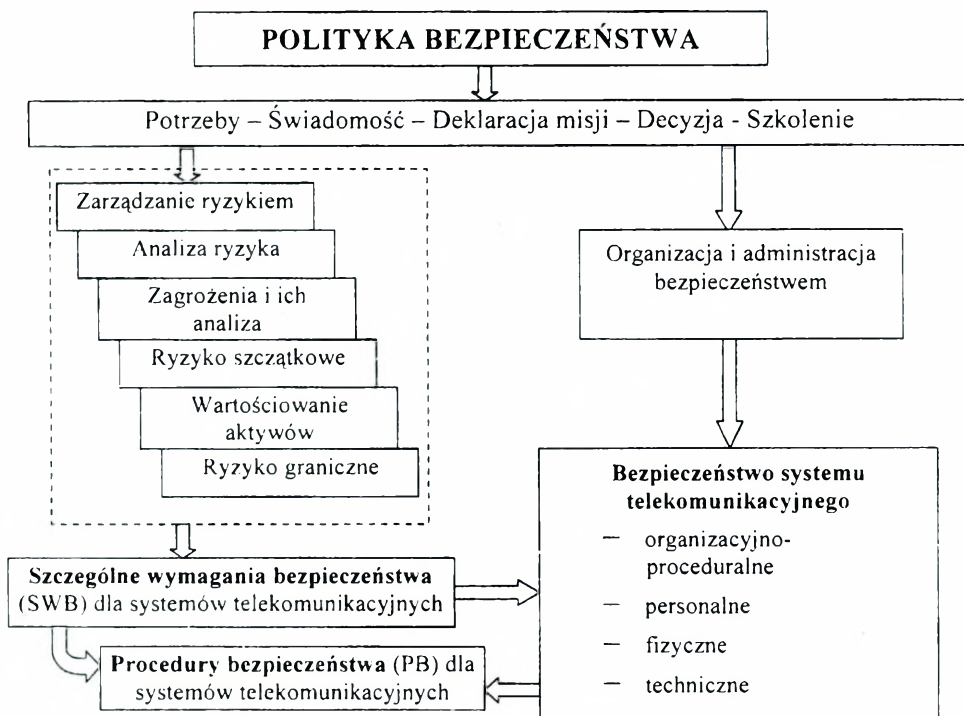 POLITYKA BEZPIECZEŃSTWA
Potrzeby – Świadomość – Deklaracja misji – Decyzja - Szkolenie
Zarządzanie ryzykiem
Analiza ryzyka
Zagrożenia i ich
analiza
Ryzyko szczątkowe
Wartościowanie
aktywów
Ryzyko graniczne
Organizacja i administracja
bezpieczeństwem
Szczególne wymagania bezpieczeństwa
(SWB) dla systemów telekomunikacyjnych
Procedury bezpieczeństwa (PB) dla
systemów telekomunikacyjnych
Bezpieczeństwo systemu
telekomunikacyjnego
– organizacyjno-
proceduralne
– personalne
– fizyczne
– techniczne